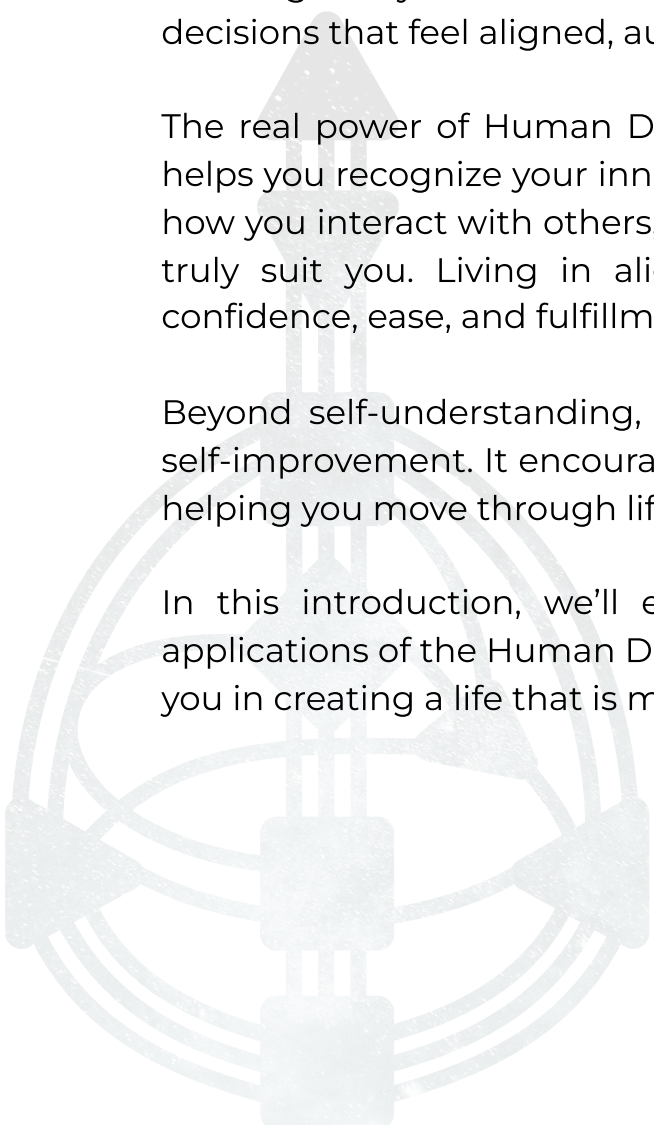 decisions that feel aligned,
The real power of Human D
helps you recognize your inn
how you interact with others,
truly suit you. Living in ali
confidence, ease, and fulfillm
Beyond self-understanding,
self-improvement. It encoura
helping you move through lif
In this introduction, we’ll e
applications of the Human D
you in creating a life that is m